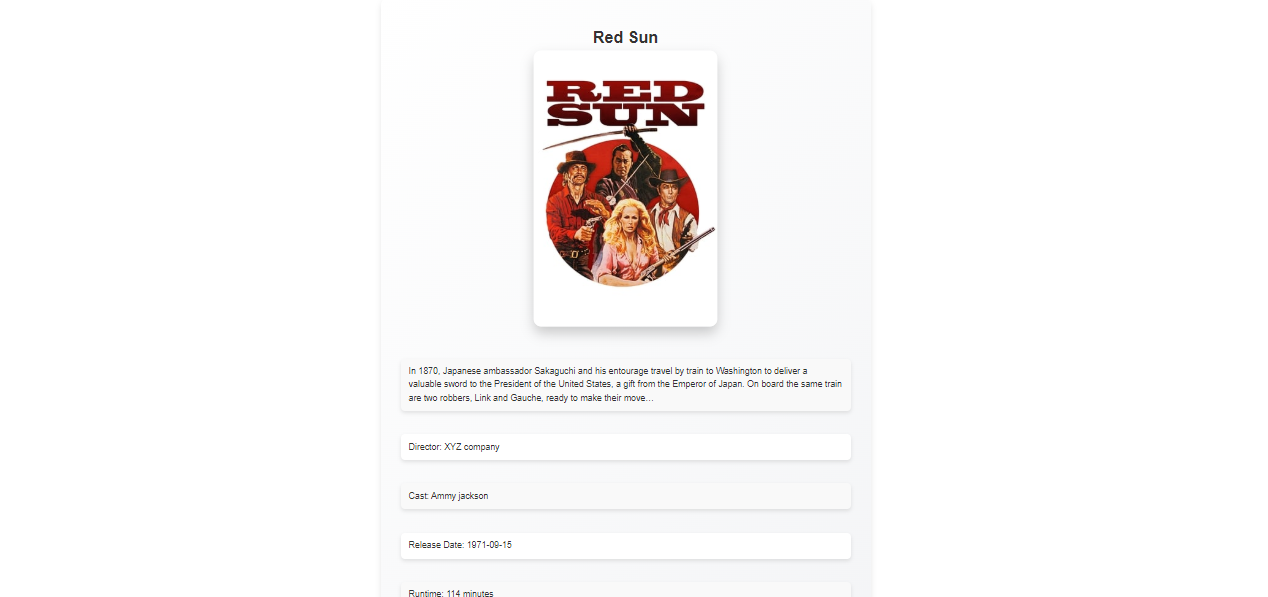 Red Sun
RED
SUN
In 1870, Japanese ambassador Sakaguchi and his entourage travel by train to Washington to deliver a
valuable sword to the President of the United States, a gift from the Emperor of Japan. On board the same train
are two robbers, Link and Gauche, ready to make their move…
Director: XYZ company
Cast: Ammy jackson
Release Date: 1971-09-15
Runtime: 114 minutes